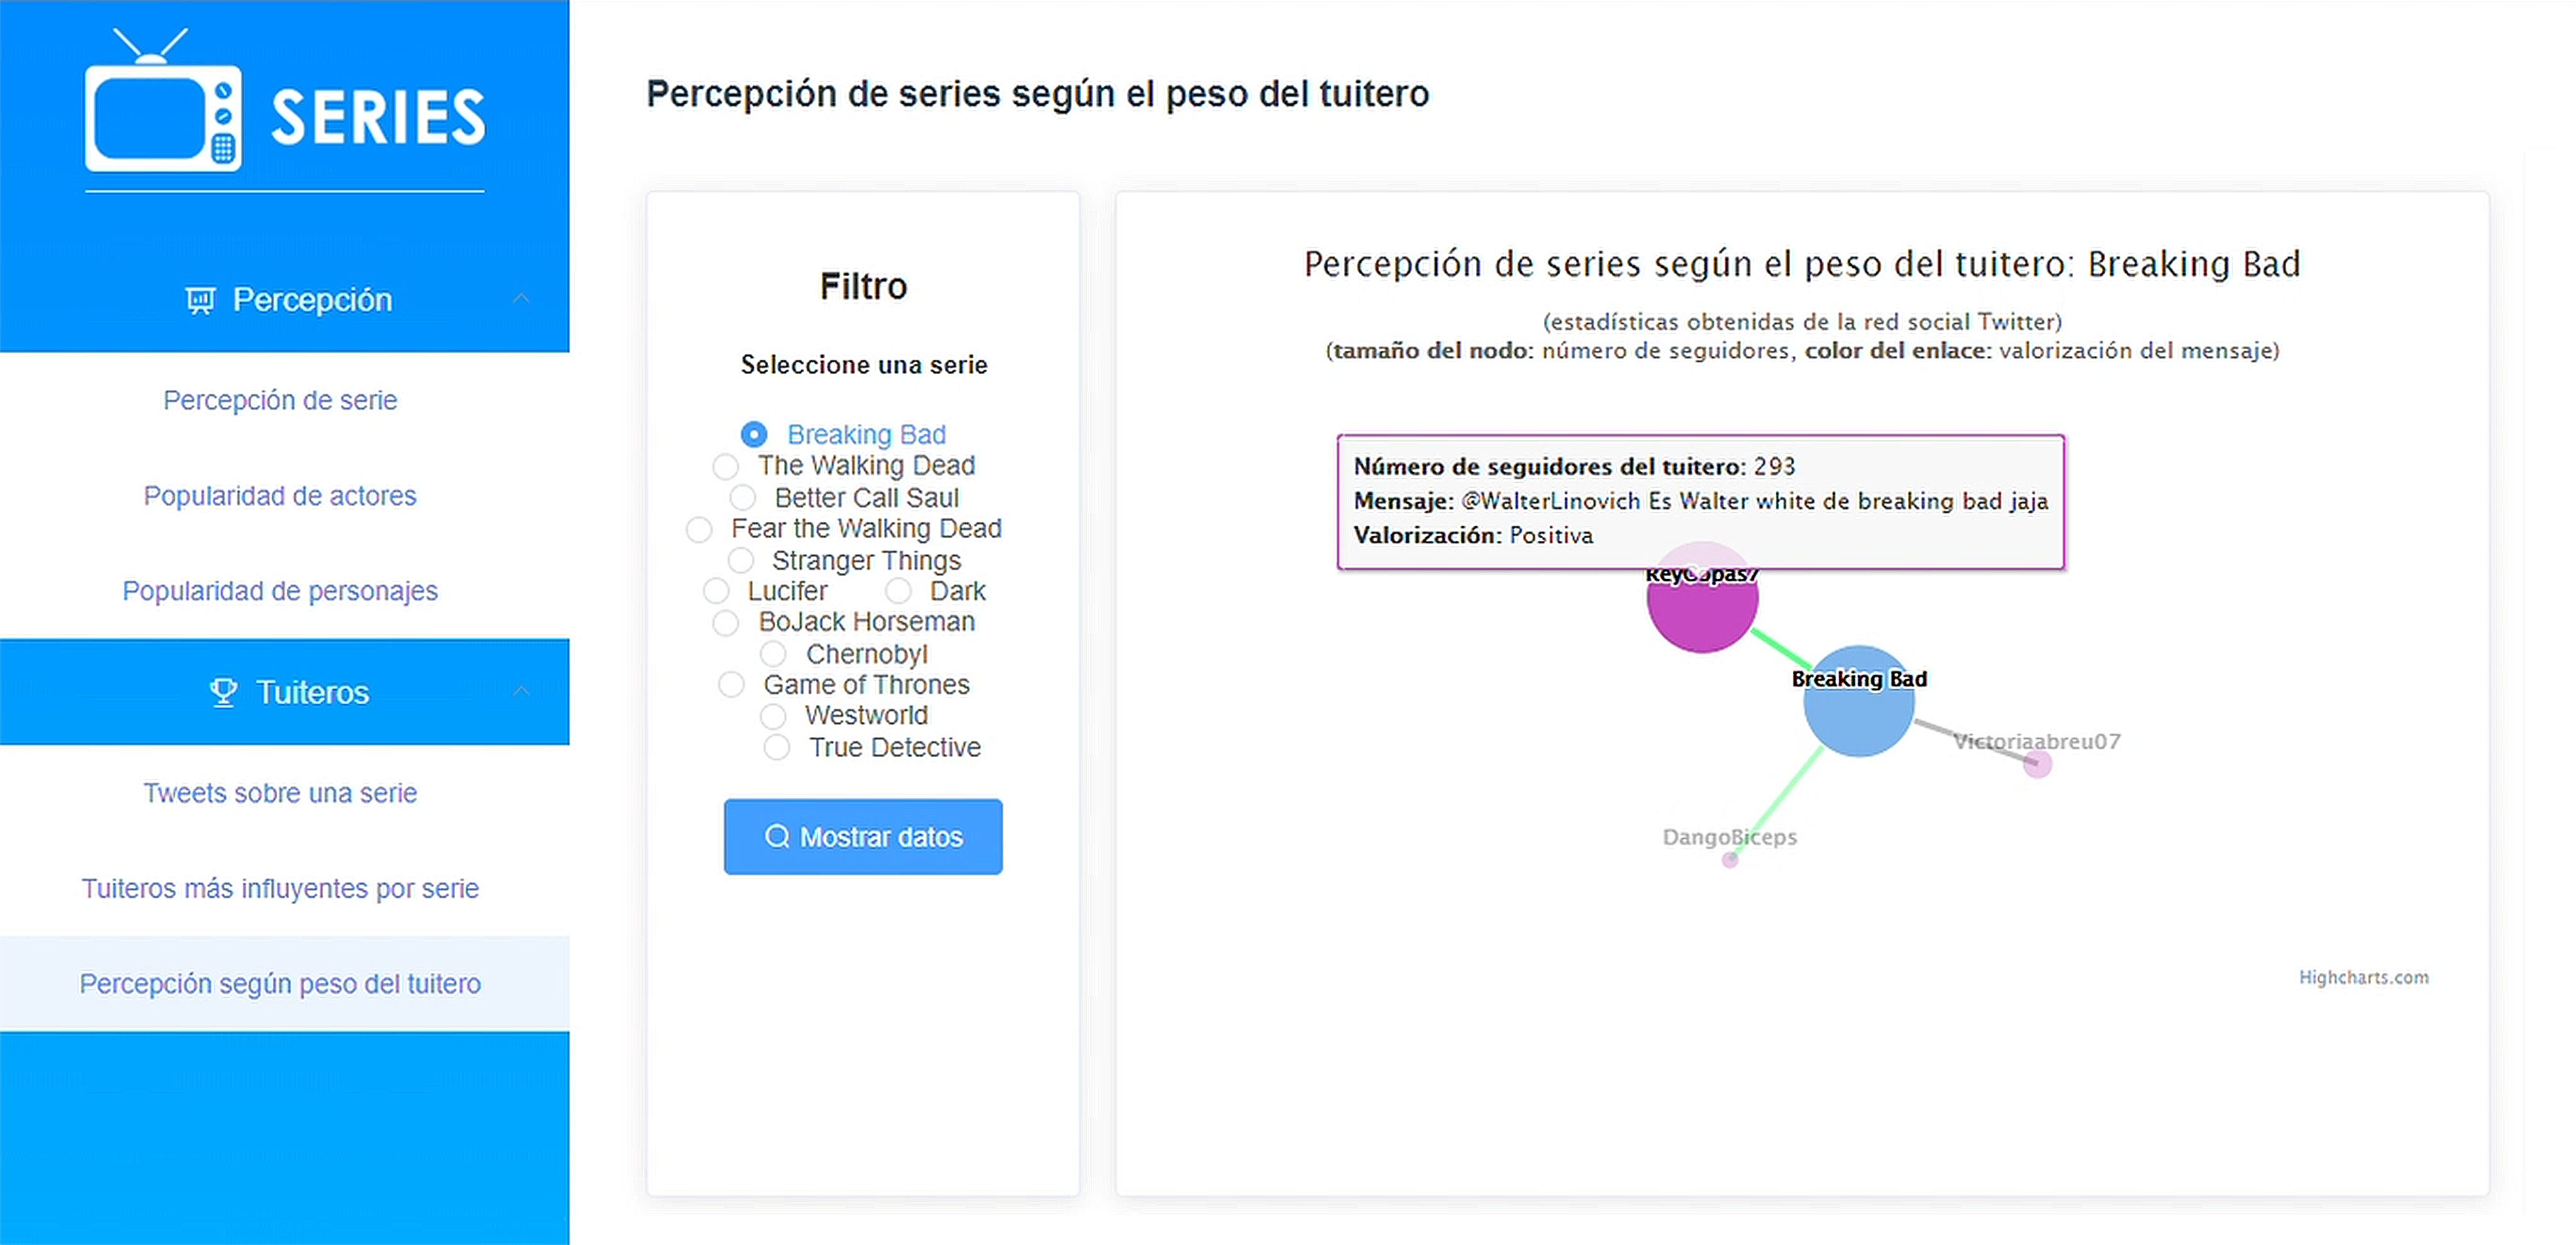 SERIES
Percepción
Percepción de serie
Popularidad de actores
Popularidad de personajes
Tuiteros
Tweets sobre una serie
Tuiteros más influyentes por serie
Percepción según peso del tuitero
Percepción de series según el peso del tuitero
Filtro
Seleccione una serie
Breaking Bad
The Walking Dead
Better Call Saul
Fear the Walking Dead
Stranger Things
Lucifer Dark
BoJack Horseman
Chernobyl
Game of Thrones
Westworld
True Detective
Mostrar datos
Percepción de series según el peso del tuitero: Breaking Bad
(estadísticas obtenidas de la red social Twitter)
(tamaño del nodo: número de seguidores, color del enlace: valorización del mensaje)
Número de seguidores del tuitero: 293
Mensaje: @WalterLinovich Es Walter white de breaking bad jaja
Valorización: Positiva
ReyCopas7
Breaking Bad
Victoriaabreu07
DangoBiceps
Highcharts.com